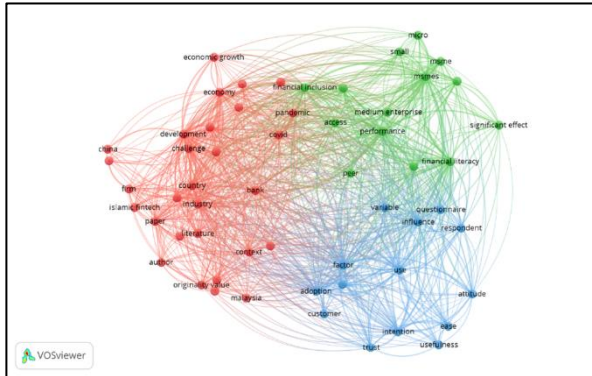 micro
small
msme
economic growth
msmes
economy
financial inclusion
pandemic
medium enterprise
access
significant effect
development
covid
performance
challenge
china
financial literacy
peer
country
firm
bank
industry
islamic fintech
variable
questionnaire
paper
influence
respondent
literature
context
author
factor
use
originality value
adoption
malaysia
attitude
customer
intention
ease
trust
usefulness
VOSviewer